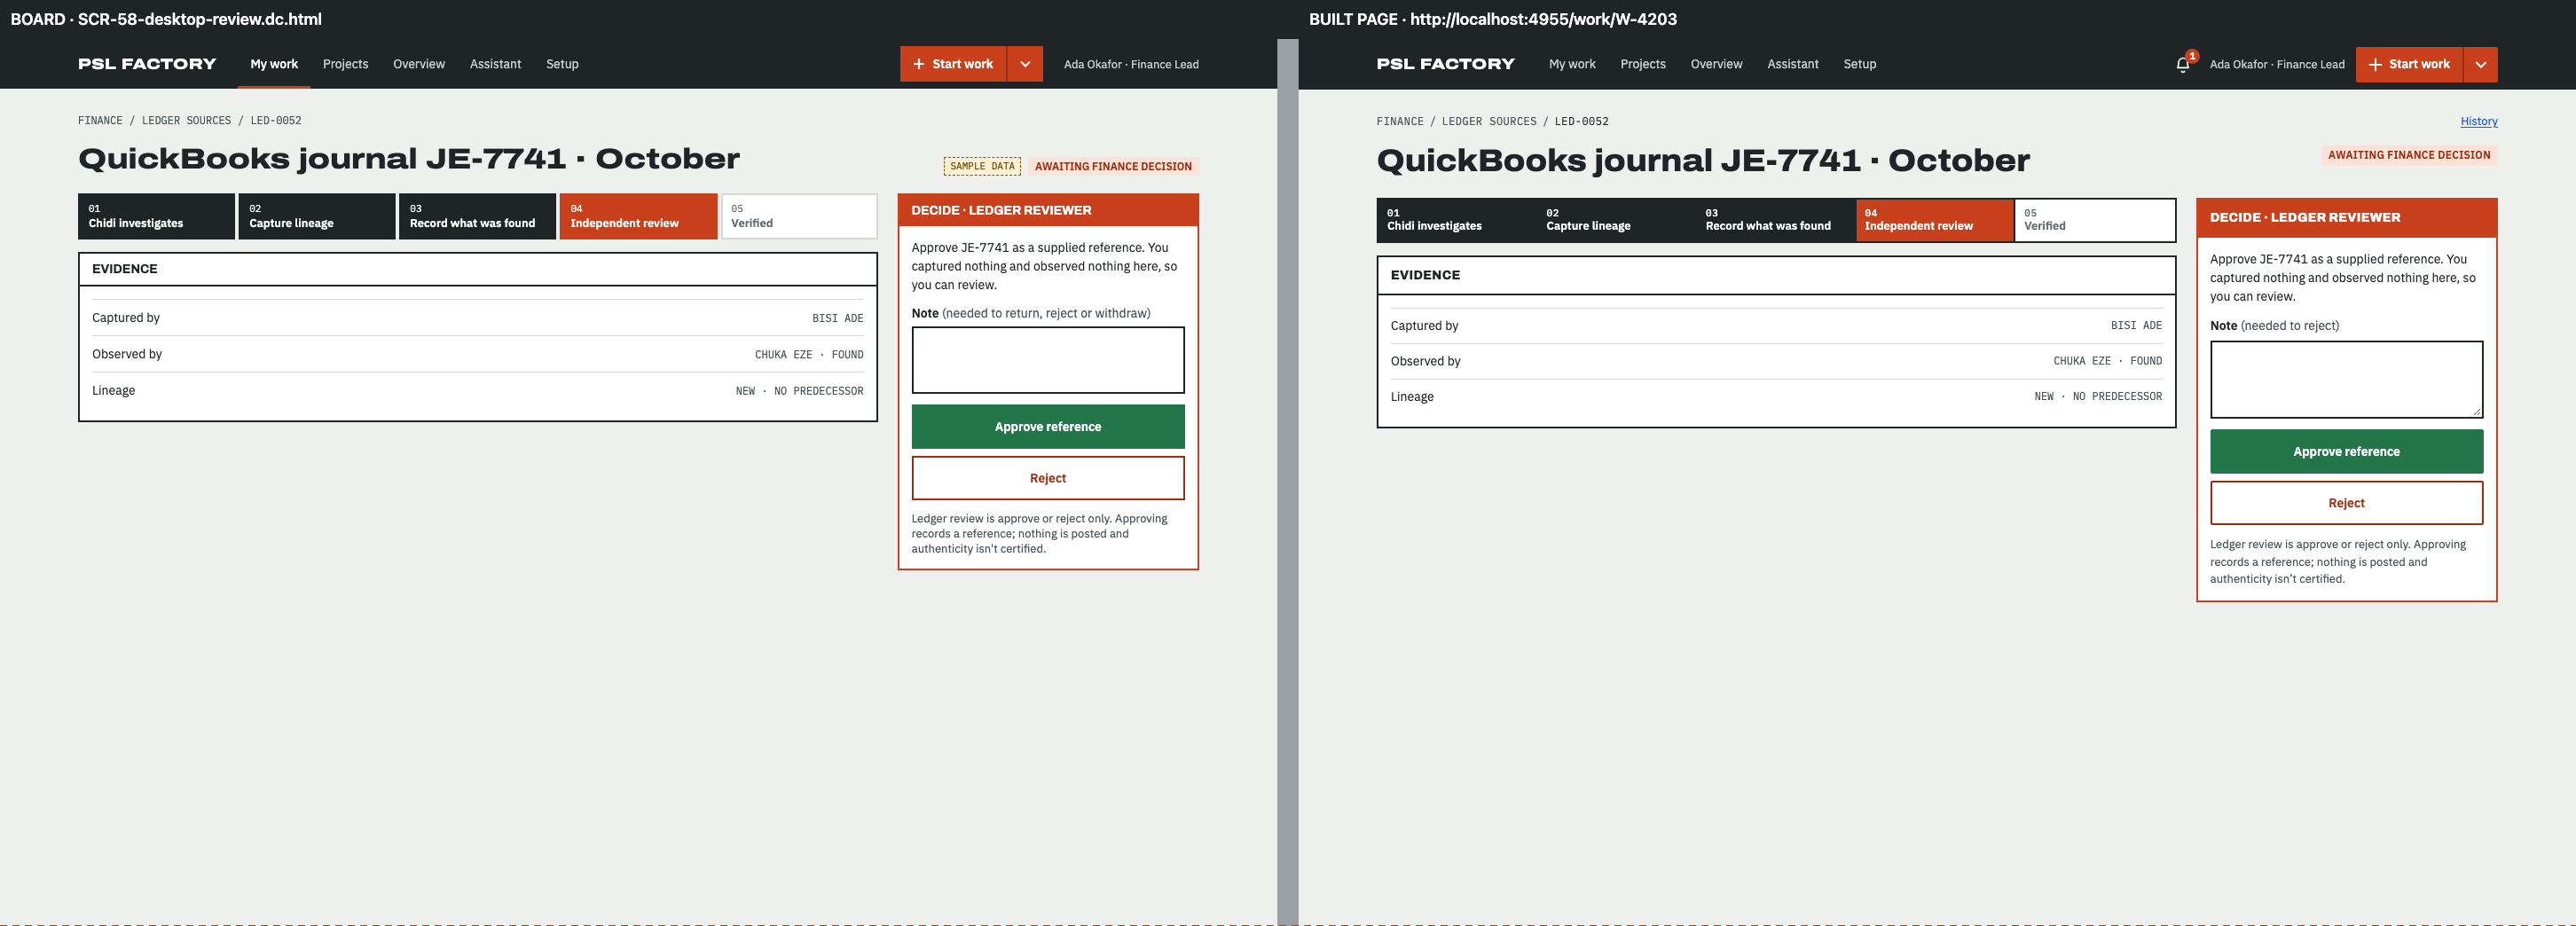 BOARD · SCR-58-desktop-review.dc.html
PSL FACTORY
My work
Projects
Overview
Assistant
Setup
Start work
Ada Okafor · Finance Lead
FINANCE / LEDGER SOURCES / LED-0052
QuickBooks journal JE-7741 · October
SAMPLE DATA
AWAITING FINANCE DECISION
01
Chidi investigates
02
Capture lineage
03
Record what was found
04
Independent review
05
Verified
EVIDENCE
Captured by
BISI ADE
Observed by
CHUKA EZE · FOUND
Lineage
NEW · NO PREDECESSOR
DECIDE · LEDGER REVIEWER
Approve JE-7741 as a supplied reference. You
captured nothing and observed nothing here, so
you can review.
Note (needed to return, reject or withdraw)
Approve reference
Reject
Ledger review is approve or reject only. Approving
records a reference; nothing is posted and
authenticity isn't certified.
BUILT PAGE · http://localhost:4955/work/W-4203
PSL FACTORY
My work
Projects
Overview
Assistant
Setup
1
Ada Okafor · Finance Lead
Start work
FINANCE / LEDGER SOURCES / LED-0052
History
QuickBooks journal JE-7741 · October
AWAITING FINANCE DECISION
01
Chidi investigates
02
Capture lineage
03
Record what was found
04
Independent review
05
Verified
EVIDENCE
Captured by
BISI ADE
Observed by
CHUKA EZE · FOUND
Lineage
NEW · NO PREDECESSOR
DECIDE · LEDGER REVIEWER
Approve JE-7741 as a supplied reference. You
captured nothing and observed nothing here, so
you can review.
Note (needed to reject)
Approve reference
Reject
Ledger review is approve or reject only. Approving
records a reference; nothing is posted and
authenticity isn't certified.